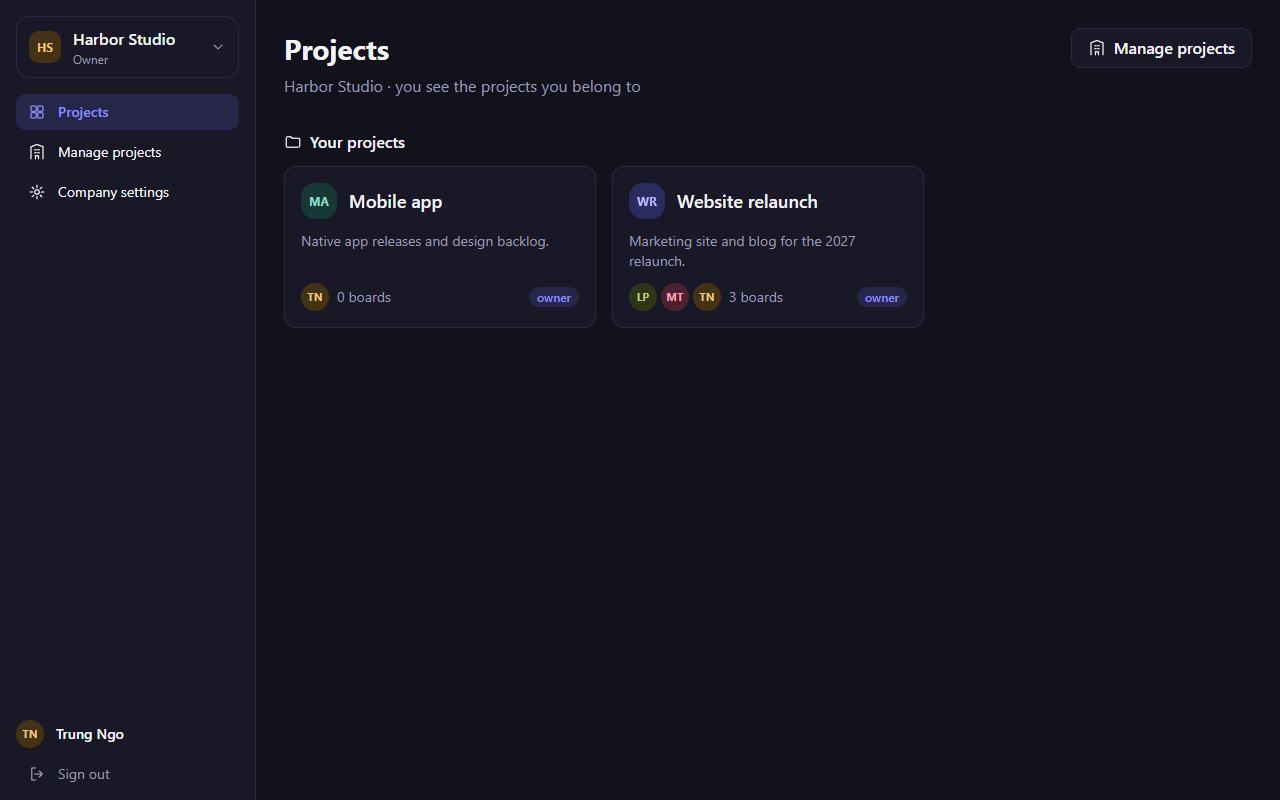 HS
Harbor Studio
Owner
Projects
Manage projects
Company settings
TN
Trung Ngo
Sign out
Projects
Harbor Studio · you see the projects you belong to
Manage projects
Your projects
MA
Mobile app
Native app releases and design backlog.
TN
0 boards
owner
WR
Website relaunch
Marketing site and blog for the 2027
relaunch.
LP
MT
TN
3 boards
owner